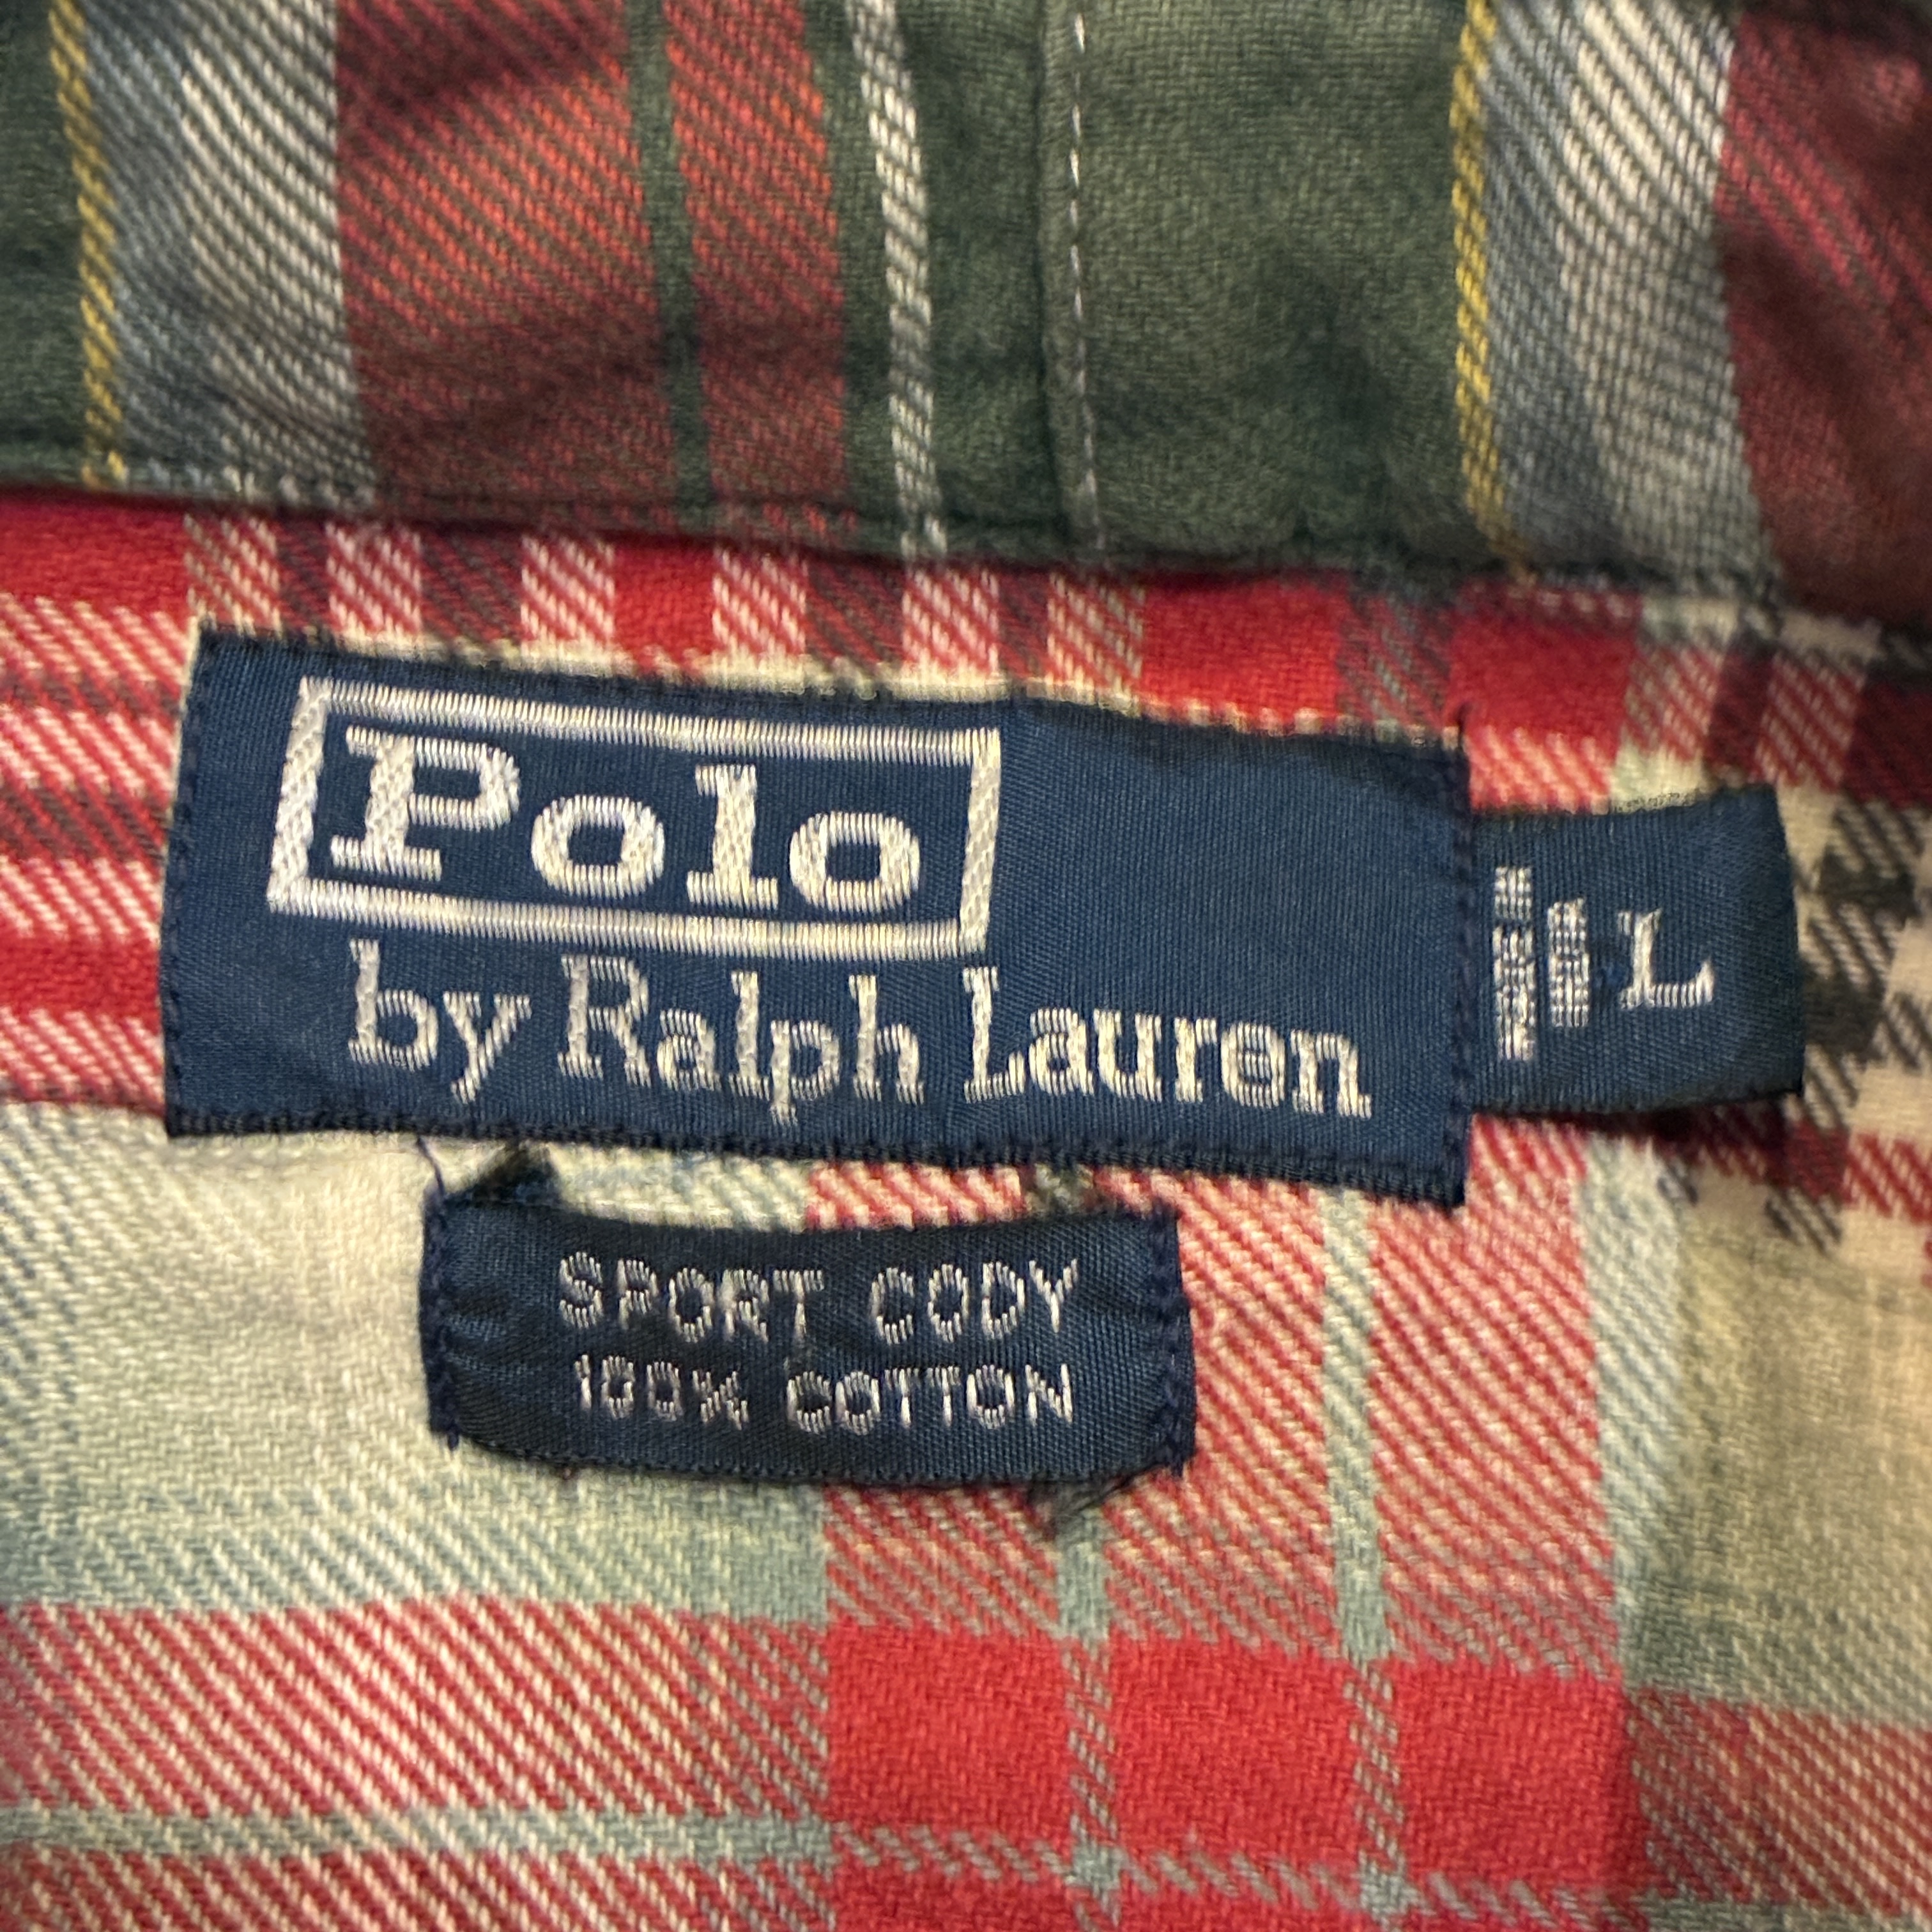 Polo
by Ralph Lauren
L
SPORT CODY
100% COTTON